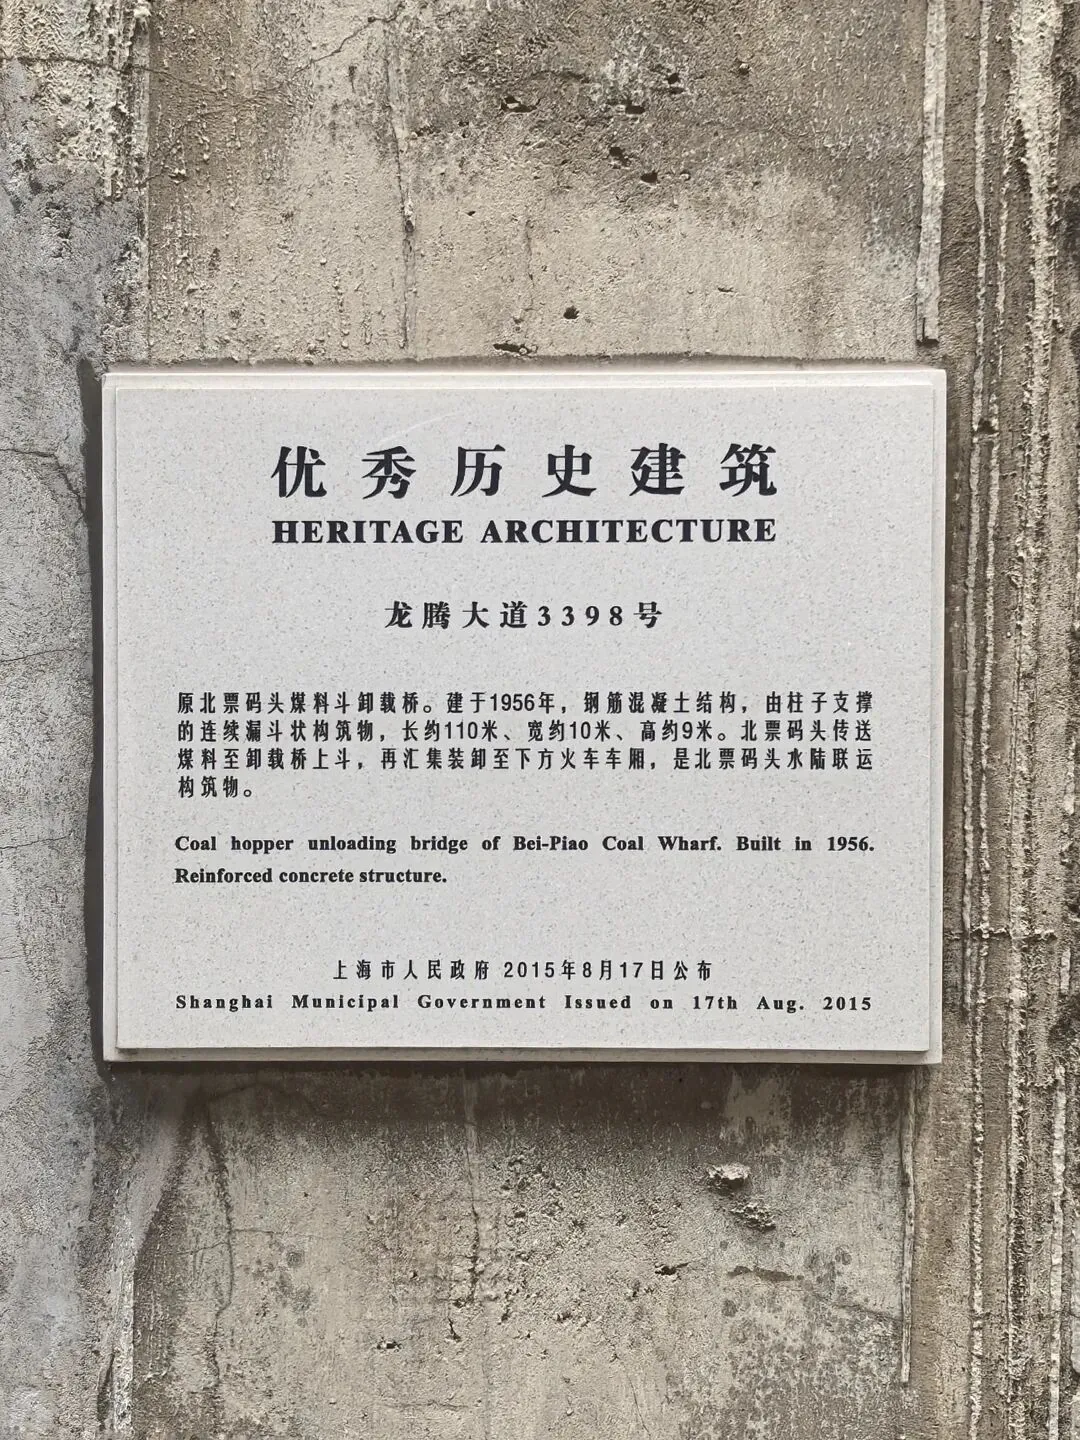 优秀历史建筑
HERITAGE ARCHITECTURE
龙腾大道3398号
原北票码头煤料斗卸载桥。建于1956年，钢筋混凝土结构，由柱子支撑
的连续漏斗状构筑物，长约110米、宽约10米、高约9米。北票码头传送
煤料至卸载桥上斗，再汇集装卸至下方火车车厢，是北票码头水陆联运
构筑物。
Coal hopper unloading bridge of Bei-Piao Coal Wharf. Built in 1956.
Reinforced concrete structure.
上海市人民政府 2015年8月17日公布
Shanghai Municipal Government Issued on 17th Aug. 2015